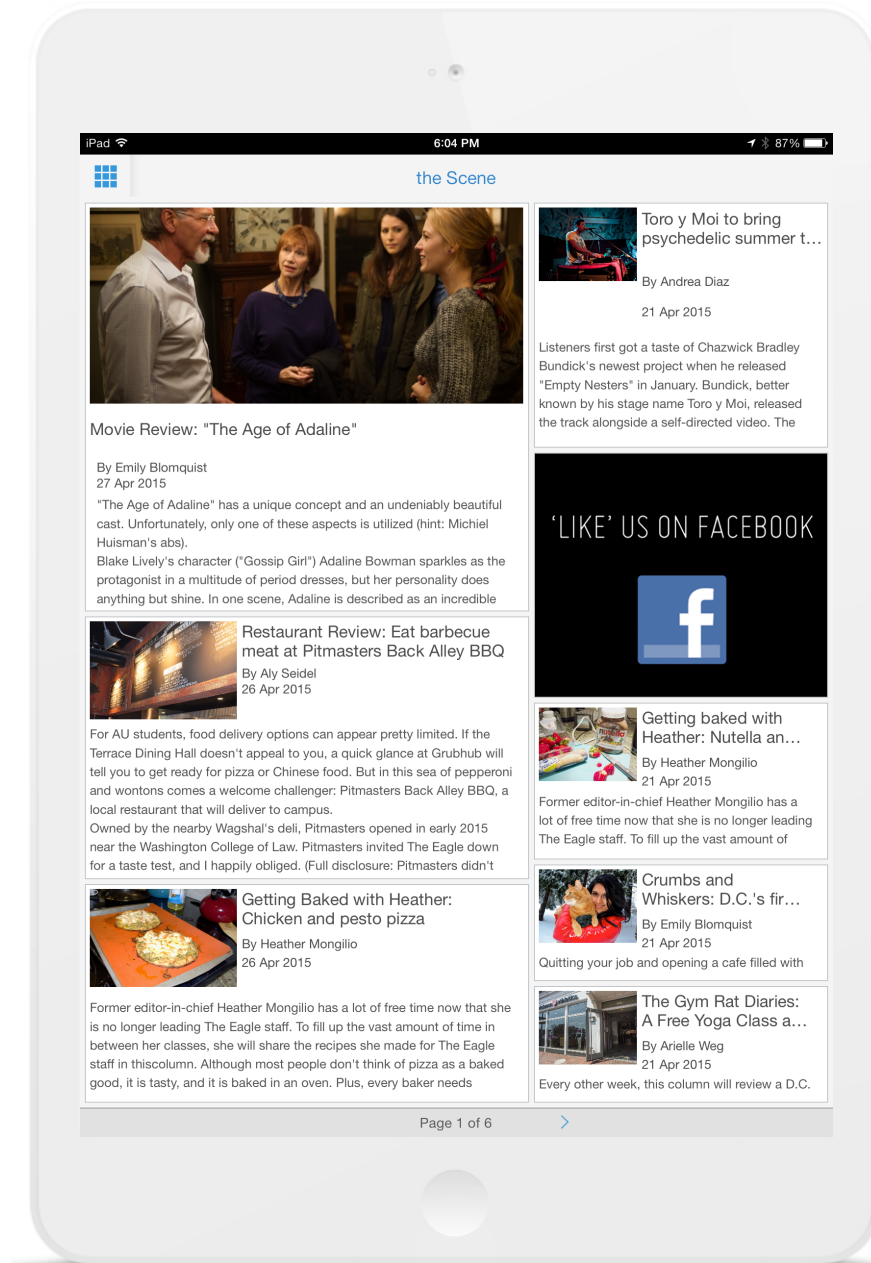 iPad
6:04 PM
87%
the Scene
Movie Review: "The Age of Adaline"
By Emily Blomquist
27 Apr 2015
"The Age of Adaline" has a unique concept and an undeniably beautiful
cast. Unfortunately, only one of these aspects is utilized (hint: Michiel
Huisman's abs).
Blake Lively's character ("Gossip Girl") Adaline Bowman sparkles as the
protagonist in a multitude of period dresses, but her personality does
anything but shine. In one scene, Adaline is described as an incredible
Restaurant Review: Eat barbecue
meat at Pitmasters Back Alley BBQ
By Aly Seidel
26 Apr 2015
For AU students, food delivery options can appear pretty limited. If the
Terrace Dining Hall doesn't appeal to you, a quick glance at Grubhub will
tell you to get ready for pizza or Chinese food. But in this sea of pepperoni
and wontons comes a welcome challenger: Pitmasters Back Alley BBQ, a
local restaurant that will deliver to campus.
Owned by the nearby Wagshal's deli, Pitmasters opened in early 2015
near the Washington College of Law. Pitmasters invited The Eagle down
for a taste test, and I happily obliged. (Full disclosure: Pitmasters didn't
Getting Baked with Heather:
Chicken and pesto pizza
By Heather Mongilio
26 Apr 2015
Former editor-in-chief Heather Mongilio has a lot of free time now that she
is no longer leading The Eagle staff. To fill up the vast amount of time in
between her classes, she will share the recipes she made for The Eagle
staff in thiscolumn. Although most people don't think of pizza as a baked
good, it is tasty, and it is baked in an oven. Plus, every baker needs
Toro y Moi to bring
psychedelic summer t…
By Andrea Diaz
21 Apr 2015
Listeners first got a taste of Chazwick Bradley
Bundick's newest project when he released
"Empty Nesters" in January. Bundick, better
known by his stage name Toro y Moi, released
the track alongside a self-directed video. The
'LIKE' US ON FACEBOOK
f
Getting baked with
Heather: Nutella an…
By Heather Mongilio
21 Apr 2015
Former editor-in-chief Heather Mongilio has a
lot of free time now that she is no longer leading
The Eagle staff. To fill up the vast amount of
nutella
Crumbs and
Whiskers: D.C.'s fir…
By Emily Blomquist
21 Apr 2015
Quitting your job and opening a cafe filled with
The Gym Rat Diaries:
A Free Yoga Class a…
By Arielle Weg
21 Apr 2015
Every other week, this column will review a D.C.
Page 1 of 6